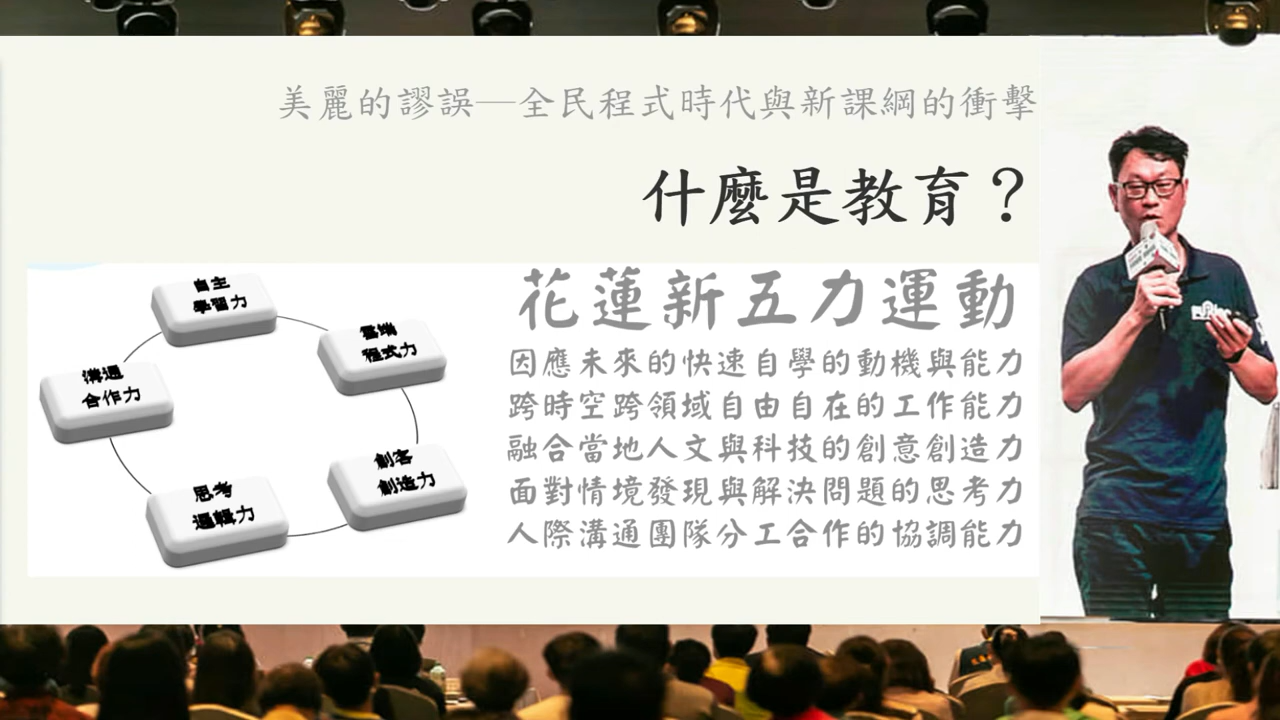 美麗的謬誤—全民程式時代與新課綱的衝擊
什麼是教育？
自主
學習力
雲端
程式力
溝通
合作力
創客
創造力
思考
邏輯力
花蓮新五力運動
因應未來的快速自學的動機與能力
跨時空跨領域自由自在的工作能力
融合當地人文與科技的創意創造力
面對情境發現與解決問題的思考力
人際溝通團隊分工合作的協調能力